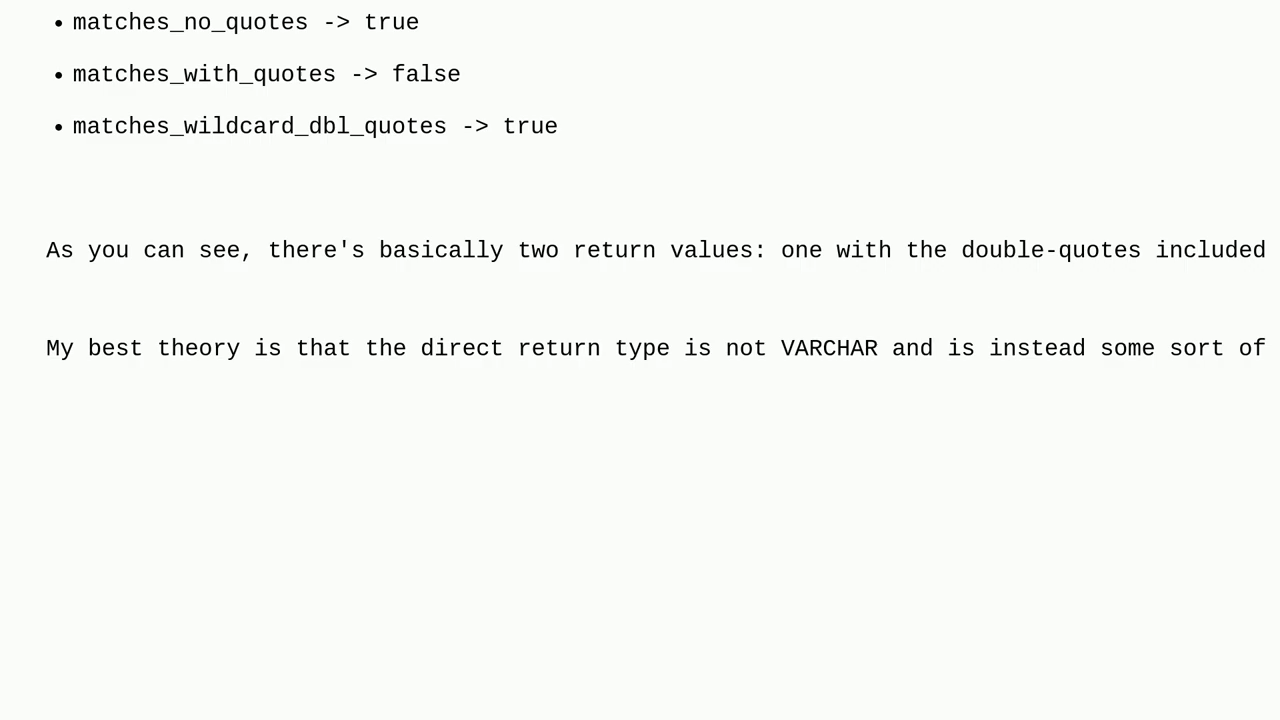 • matches_no_quotes -> true
• matches_with_quotes -> false
• matches_wildcard_dbl_quotes -> true
As you can see, there's basically two return values: one with the double-quotes included
My best theory is that the direct return type is not VARCHAR and is instead some sort of